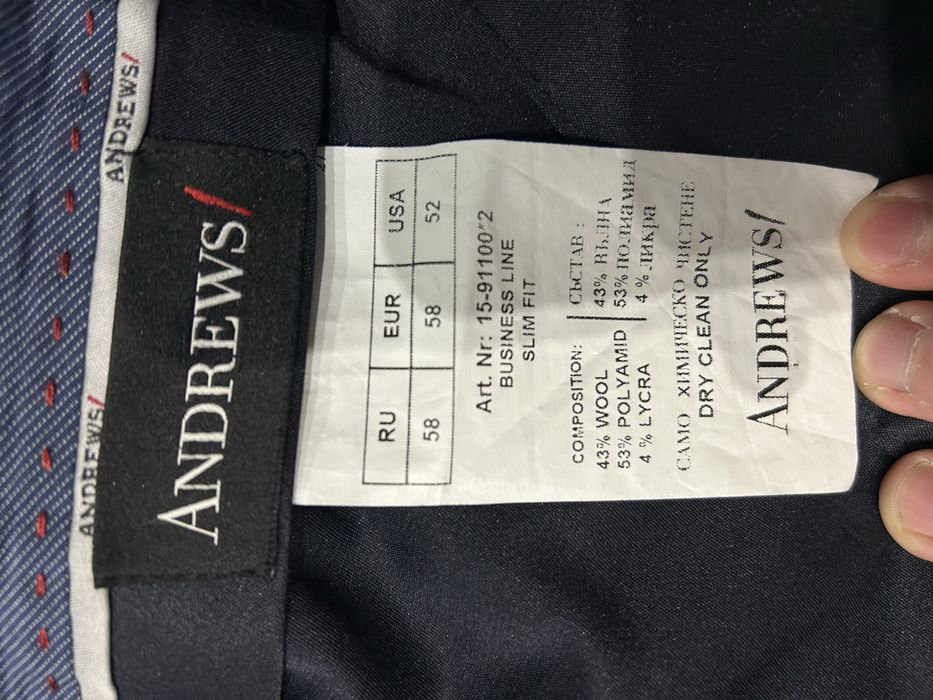 ANDREWS/
ANDREWS/
ANDREWS/
RU EUR USA
58 58 52
Art. Nr: 15-91100*2
BUSINESS LINE
SLIM FIT
COMPOSITION: СЪСТАВ :
43% WOOL 43% ВЪЛНА
53% POLYAMID 53% ПОЛИАМИД
4 % LYCRA 4 % ликра
САМО ХИМИЧЕСКО ЧИСТЕНЕ
DRY CLEAN ONLY
ANDREWS/